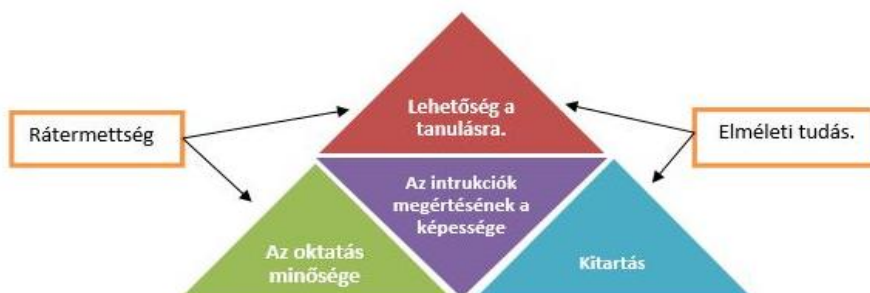 Lehetőség a
tanulásra.
Rátermettség
Elméleti tudás.
Az intrukciók
megértésének a
képessége
Az oktatás
minősége
Kitartás